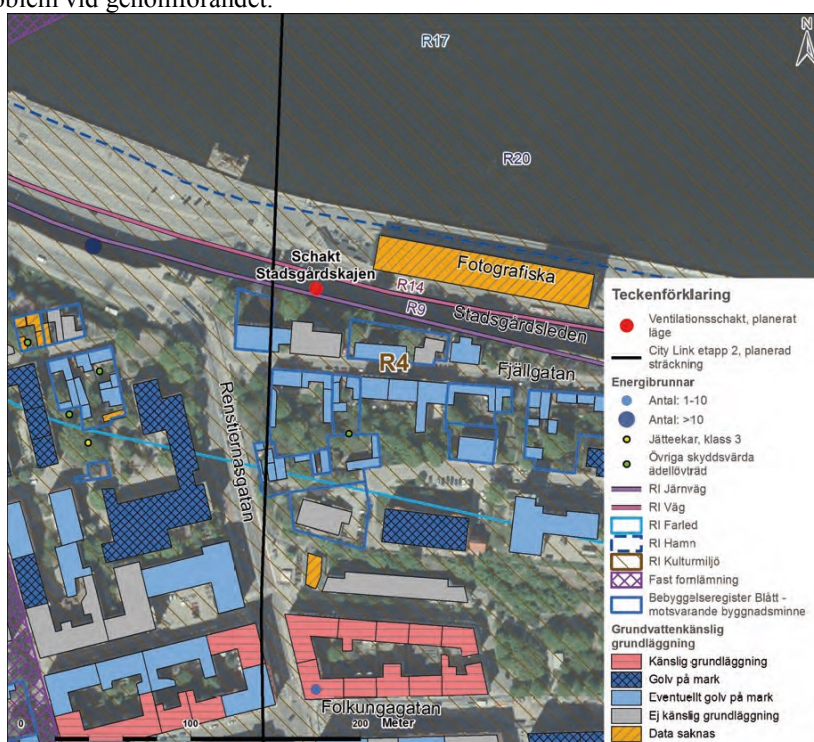 oblem vid genomförandet.
R17
N
R20
Schakt
Stadsgårdskajen
Fotografiska
R14
R9
Stadsgårdsleden
R4
Fjällgatan
Renstiernasgatan
Folkungagatan
0 100 200
Meter
Teckenförklaring
Ventilationsschakt, planerat
läge
City Link etapp 2, planerad
sträckning
Energibrunnar
Antal: 1-10
Antal: >10
Jätteekar, klass 3
Övriga skyddsvärda
ädellövträd
RI Järnväg
RI Väg
RI Farled
RI Hamn
RI Kulturmiljö
Fast fornlämning
Bebyggelseregister Blått -
motsvarande byggnadsminne
Grundvattenkänslig
grundläggning
Känslig grundläggning
Golv på mark
Eventuellt golv på mark
Ej känslig grundläggning
Data saknas